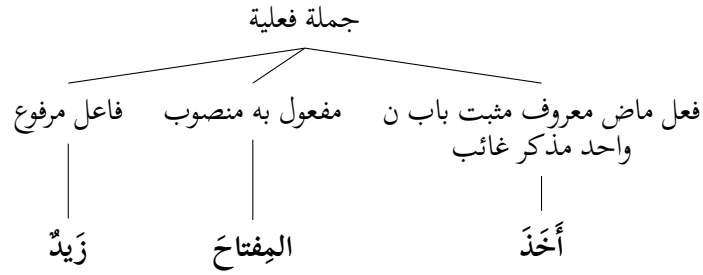 جملة فعلية
فعل ماض معروف مثبت باب ن
واحد مذكر غائب
مفعول به منصوب
فاعل مرفوع
أَخَذَ
المِفتاحَ
زَيدٌ